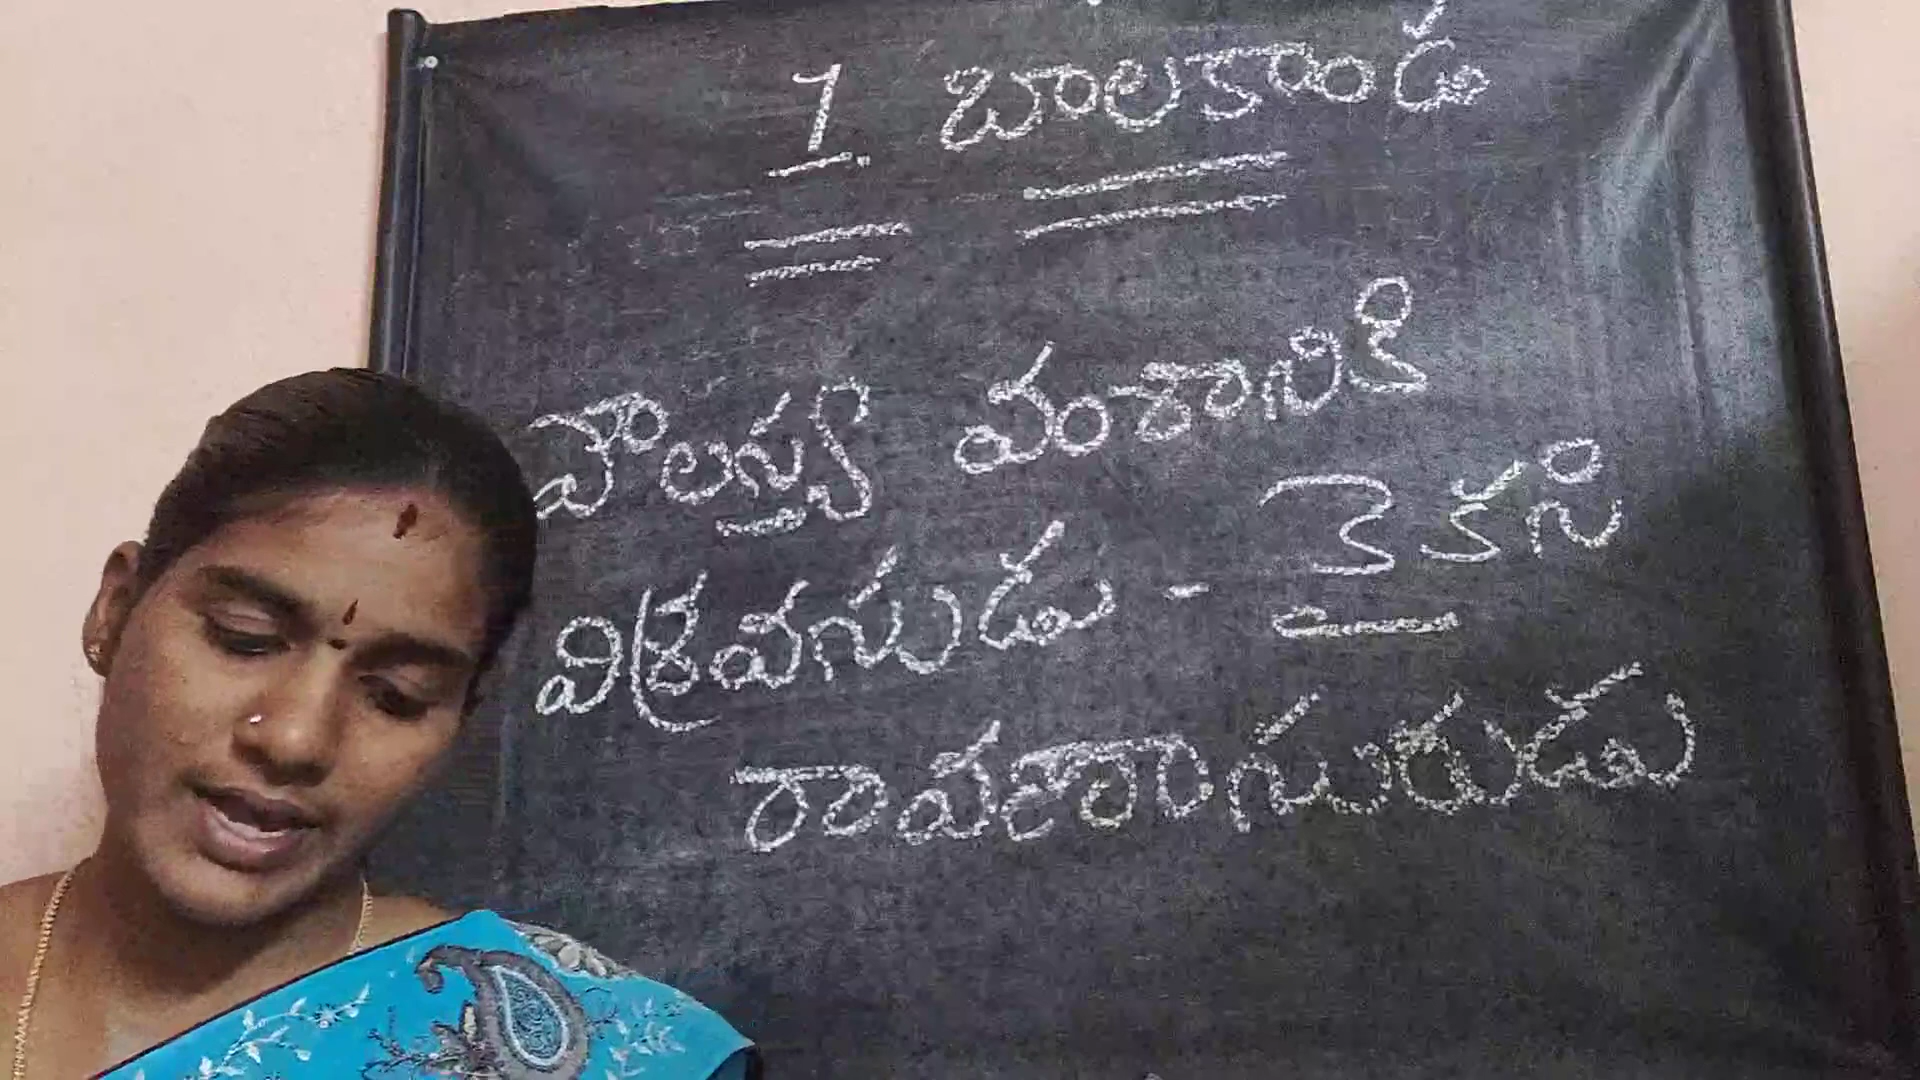 1. బాలకాండ
పౌలస్త్య వంశానికి
విశ్రవసుడు - కైకసి
రావణాసురుడు